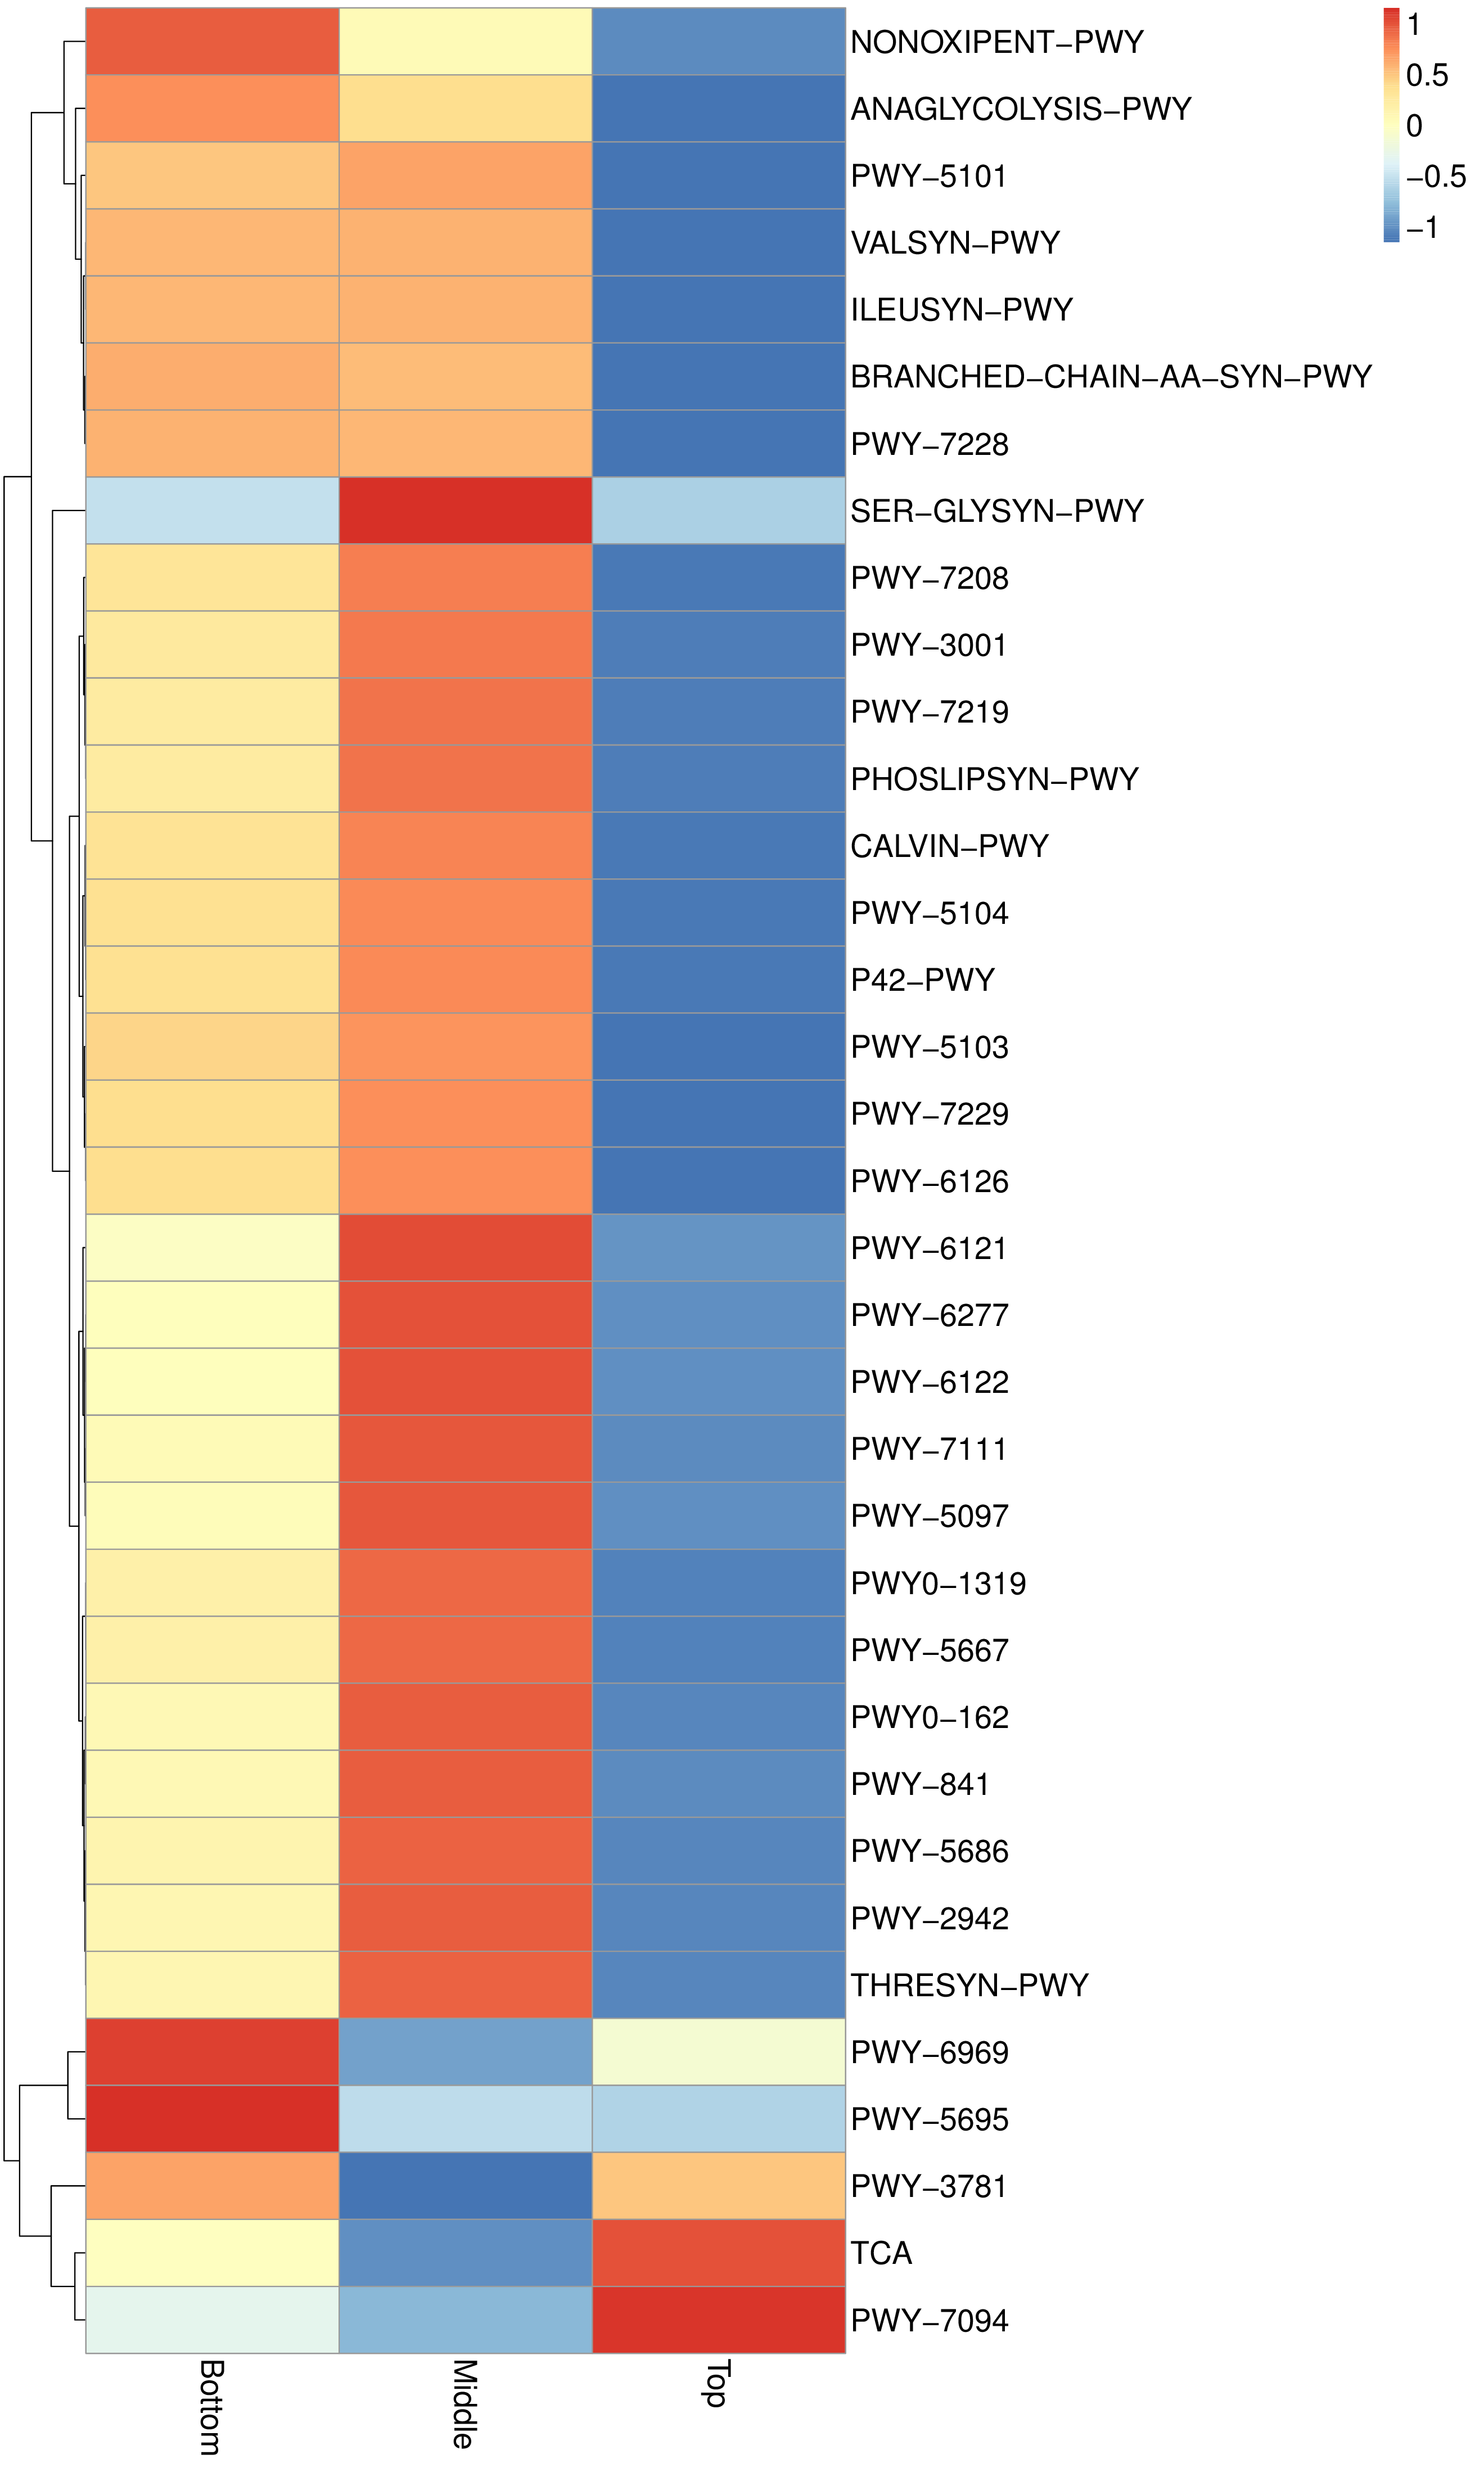 NONOXIPENT−PWY
ANAGLYCOLYSIS−PWY
PWY−5101
VALSYN−PWY
ILEUSYN−PWY
BRANCHED−CHAIN−AA−SYN−PWY
PWY−7228
SER−GLYSYN−PWY
PWY−7208
PWY−3001
PWY−7219
PHOSLIPSYN−PWY
CALVIN−PWY
PWY−5104
P42−PWY
PWY−5103
PWY−7229
PWY−6126
PWY−6121
PWY−6277
PWY−6122
PWY−7111
PWY−5097
PWY0−1319
PWY−5667
PWY0−162
PWY−841
PWY−5686
PWY−2942
THRESYN−PWY
PWY−6969
PWY−5695
PWY−3781
TCA
PWY−7094
Bottom
Middle
Top
1
0.5
0
−0.5
−1